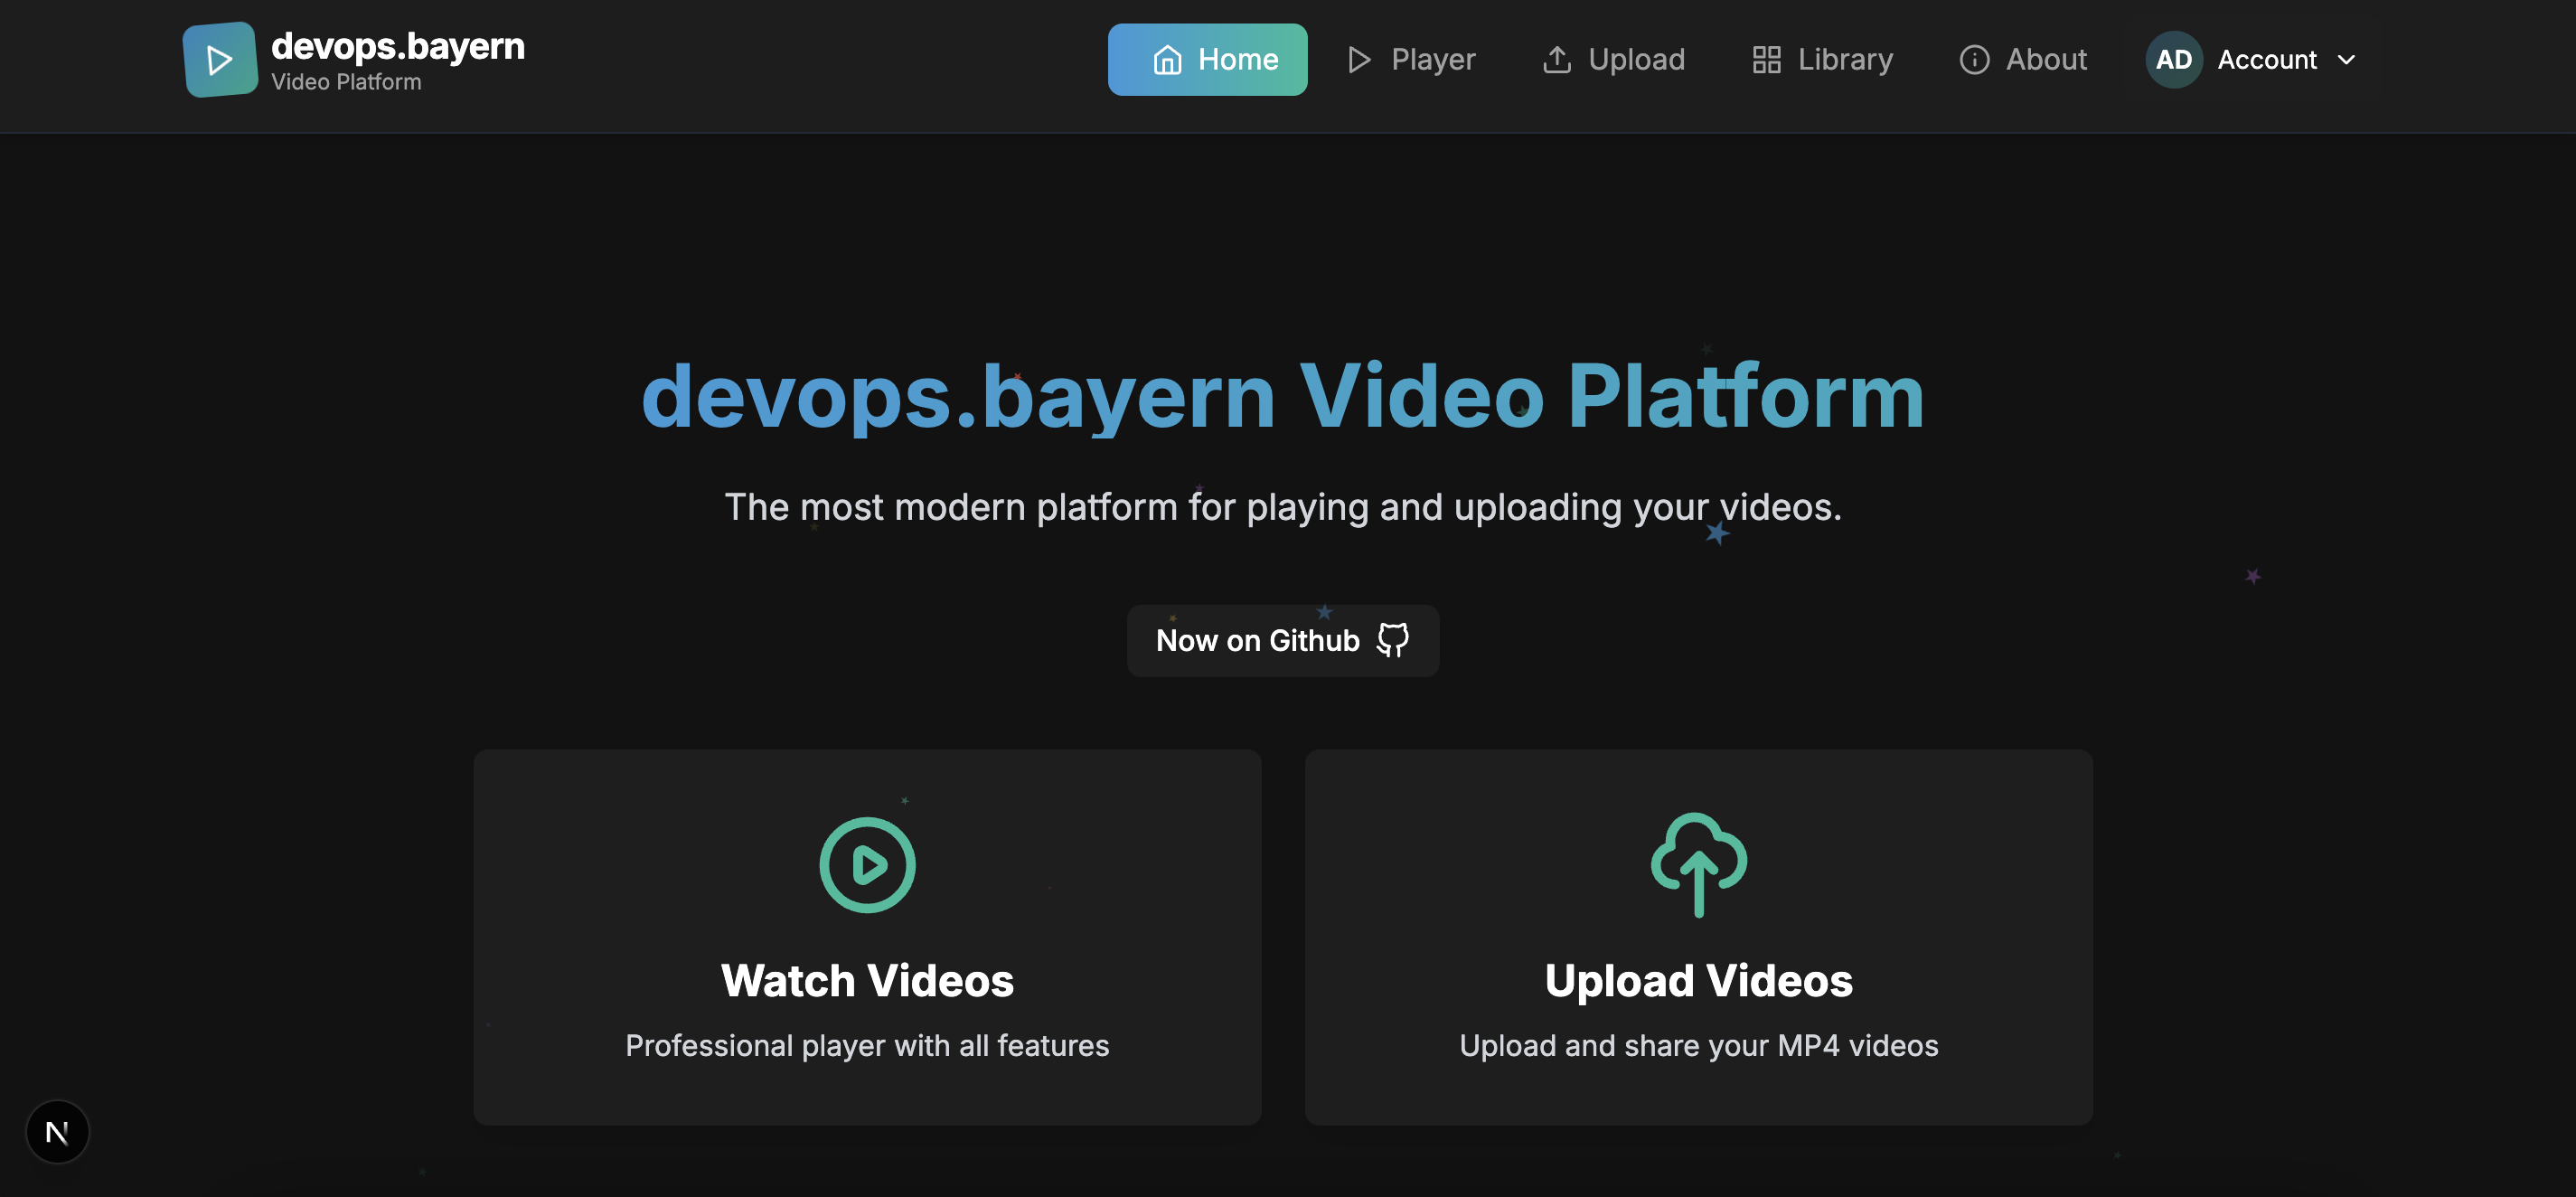 devops.bayern
Video Platform
Home
Player
Upload
Library
About
AD
Account
devops.bayern Video Platform
The most modern platform for playing and uploading your videos.
Now on Github
Watch Videos
Professional player with all features
Upload Videos
Upload and share your MP4 videos
N